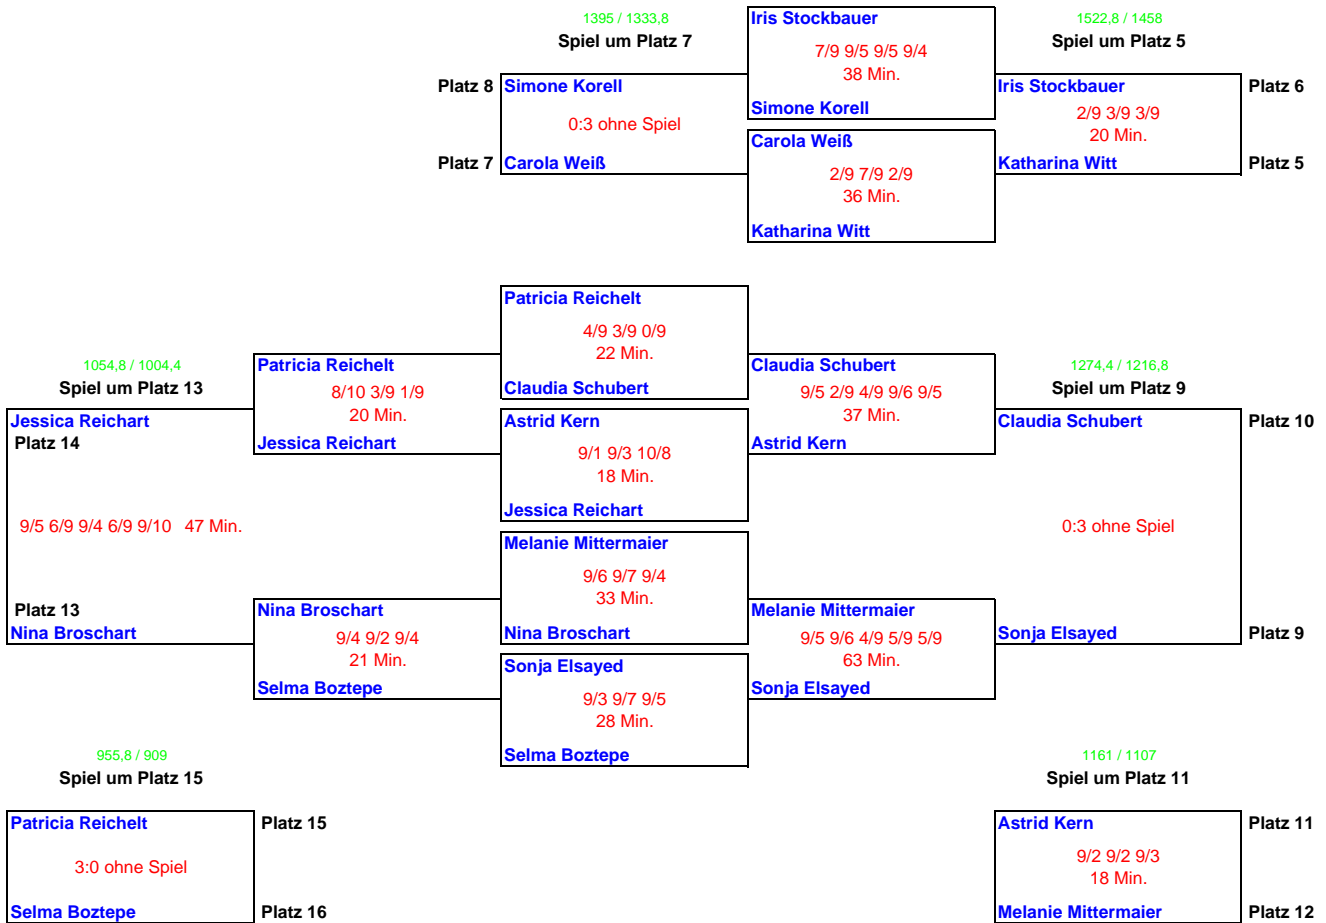 1395 / 1333,8
Spiel um Platz 7
Iris Stockbauer
7/9 9/5 9/5 9/4
38 Min.
Simone Korell
1522,8 / 1458
Spiel um Platz 5
Platz 8 Simone Korell
0:3 ohne Spiel
Platz 7 Carola Weiß
Carola Weiß
2/9 7/9 2/9
36 Min.
Katharina Witt
Iris Stockbauer Platz 6
2/9 3/9 3/9
20 Min.
Katharina Witt Platz 5
Patricia Reichelt
4/9 3/9 0/9
22 Min.
Claudia Schubert
1054,8 / 1004,4
Spiel um Platz 13
Patricia Reichelt
8/10 3/9 1/9
20 Min.
Jessica Reichart
Claudia Schubert
9/5 2/9 4/9 9/6 9/5
37 Min.
Astrid Kern
1274,4 / 1216,8
Spiel um Platz 9
Jessica Reichart
Platz 14
Astrid Kern
9/1 9/3 10/8
18 Min.
Jessica Reichart
Claudia Schubert Platz 10
9/5 6/9 9/4 6/9 9/10 47 Min.
0:3 ohne Spiel
Melanie Mittermaier
9/6 9/7 9/4
33 Min.
Nina Broschart
Platz 13
Nina Broschart
Nina Broschart
9/4 9/2 9/4
21 Min.
Selma Boztepe
Melanie Mittermaier
9/5 9/6 4/9 5/9 5/9
63 Min.
Sonja Elsayed
Sonja Elsayed Platz 9
Sonja Elsayed
9/3 9/7 9/5
28 Min.
Selma Boztepe
955,8 / 909
Spiel um Platz 15
1161 / 1107
Spiel um Platz 11
Patricia Reichelt Platz 15
3:0 ohne Spiel
Selma Boztepe Platz 16
Astrid Kern Platz 11
9/2 9/2 9/3
18 Min.
Melanie Mittermaier Platz 12